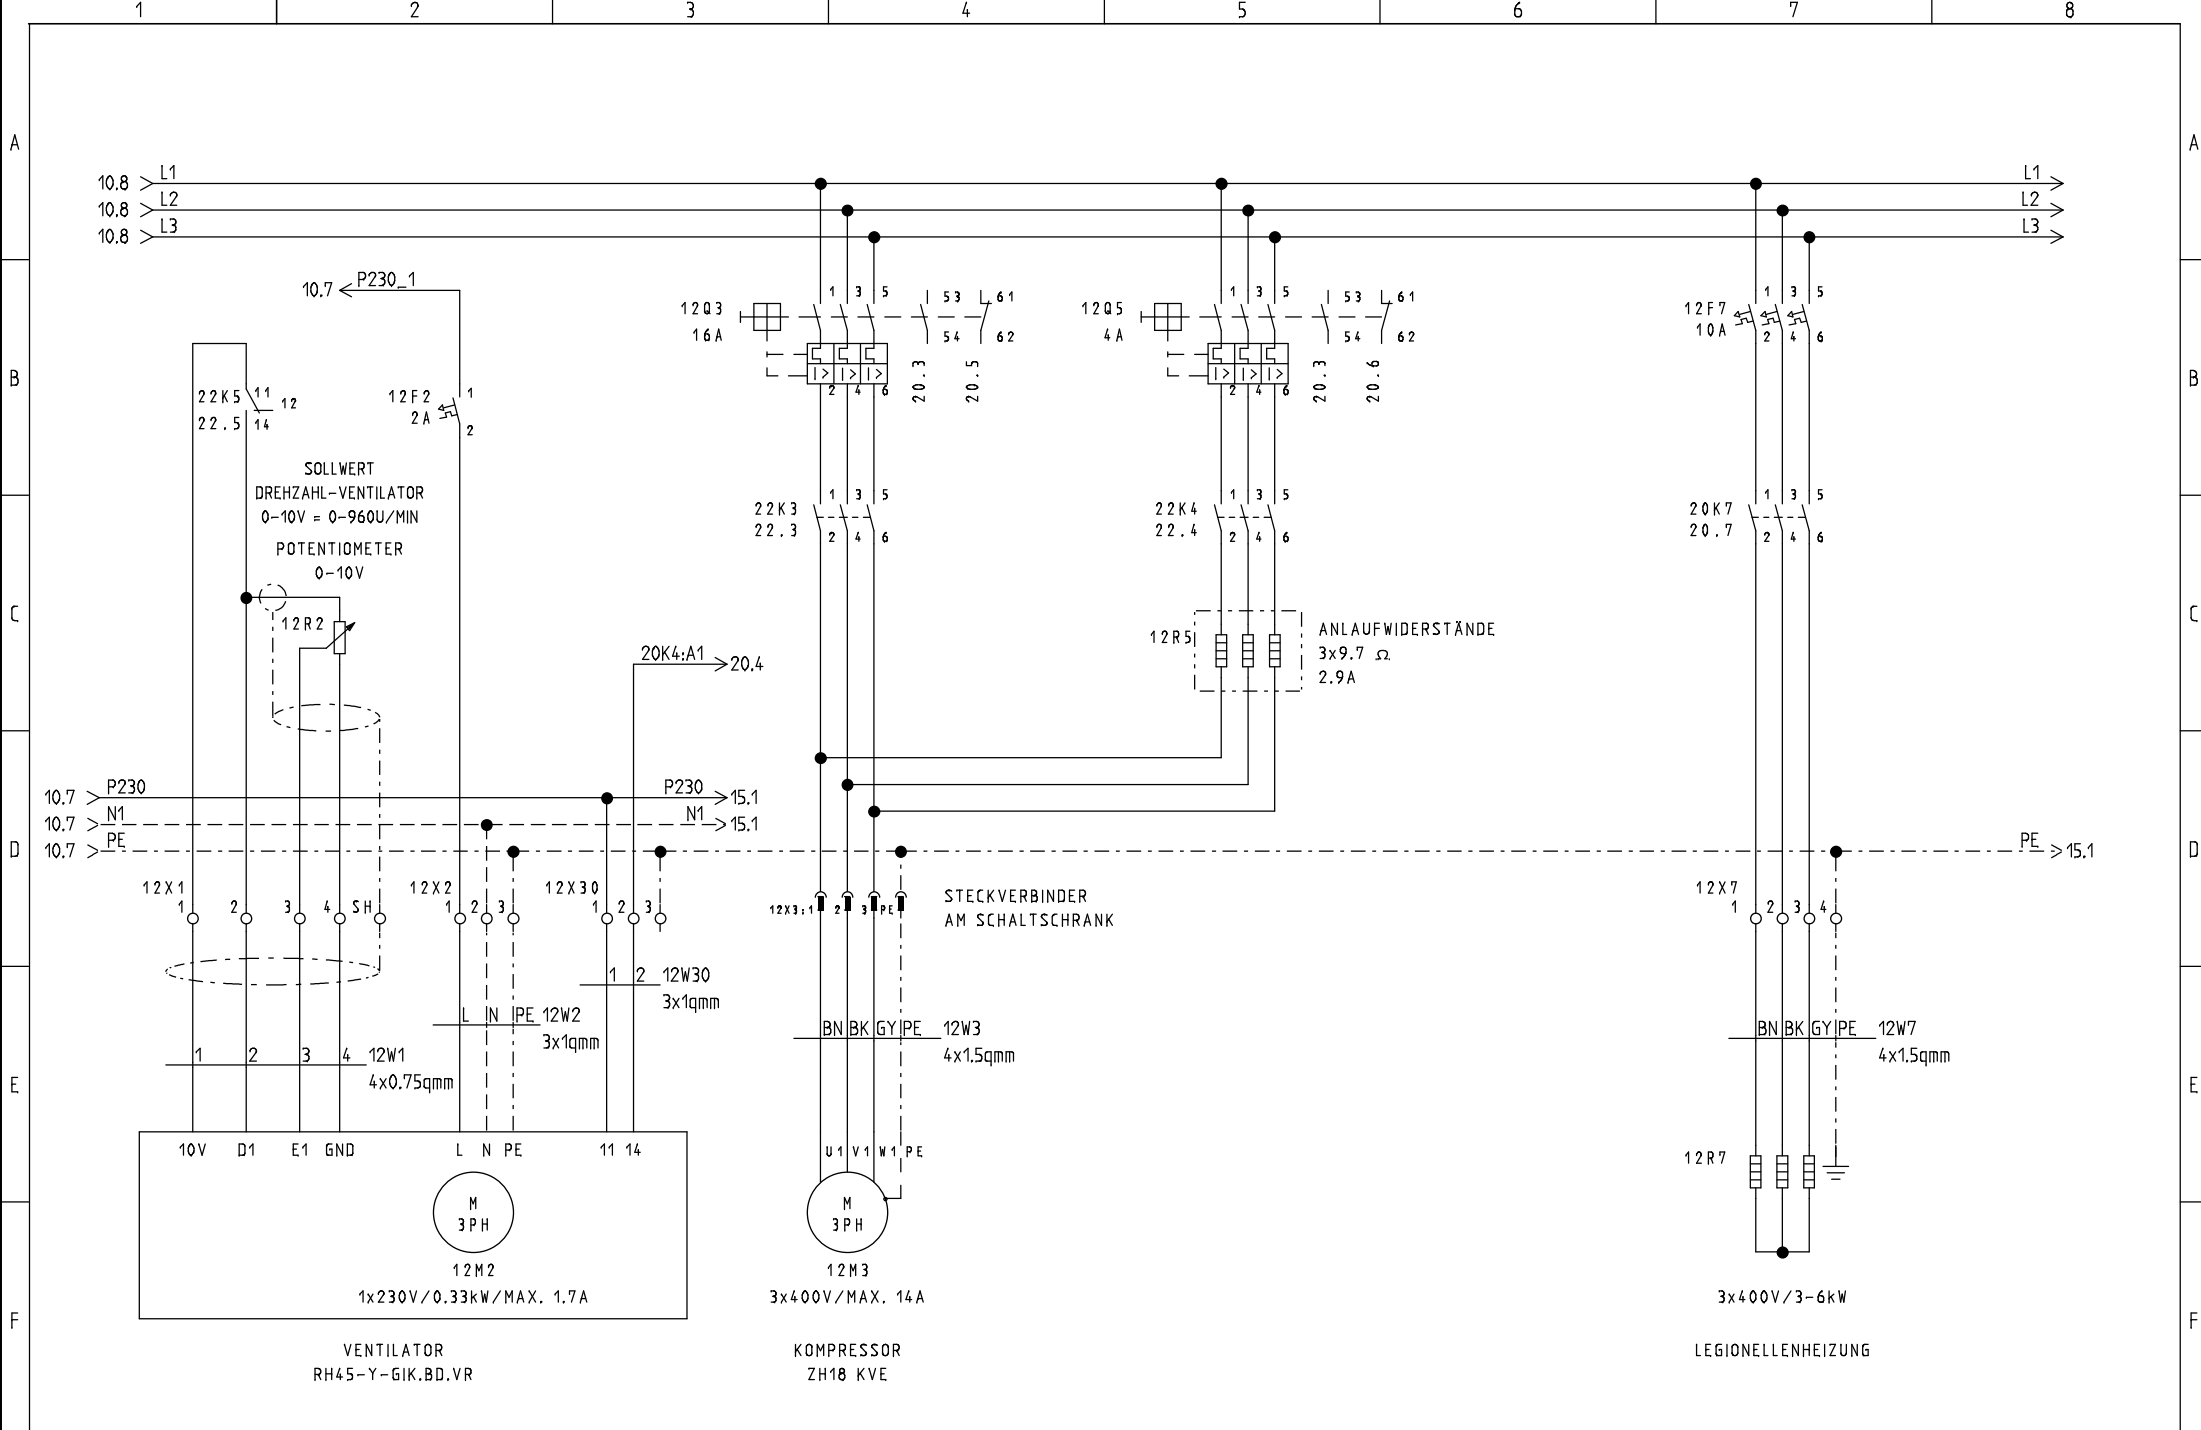 1 2 3 4 5 6 7 8
A A
10.8 L1 L1
10.8 L2 L2
10.8 L3 L3
10.7 P230_1
1 3 5 53 61 1 3 5 53 61 1 3 5
12Q3 12Q5 12F7
16A 54 62 4A 54 62 10A 2 4 6
I> I> I> I> I> I>
2 4 6 20.3 20.5 2 4 6 20.3 20.6
B B
22K5 11 12
22.5 14
12F2 1
2A 2
SOLLWERT
DREHZAHL-VENTILATOR
0-10V = 0-960U/MIN
POTENTIOMETER
0-10V
1 3 5 1 3 5 1 3 5
22K3 22K4 20K7
22.3 2 4 6 22.4 2 4 6 20.7 2 4 6
C C
12R2
12R5 ANLAUFWIDERSTÄNDE
3x9.7 Ω
2.9A
20K4:A1 20.4
10.7 P230 P230 15.1
10.7 N1 N1 15.1
10.7 PE PE 15.1
D D
12X1 12X2 12X30 12X7
1 2 3 4 SH 1 2 3 1 2 3 12X3:1 2 3 PE 1 2 3 4
STECKVERBINDER
AM SCHALTSCHRANK
1 2 12W30
3x1qmm
L N PE 12W2
3x1qmm
BN BK GY PE 12W3
4x1.5qmm
BN BK GY PE 12W7
4x1.5qmm
1 2 3 4 12W1
4x0.75qmm
E E
10V D1 E1 GND L N PE 11 14 U1 V1 W1 PE 12R7
M M
3PH 3PH
12M2 12M3
1x230V/0.33kW/MAX. 1.7A 3x400V/MAX. 14A 3x400V/3-6kW
F F
VENTILATOR KOMPRESSOR LEGIONELLENHEIZUNG
RH45-Y-GIK.BD.VR ZH18 KVE